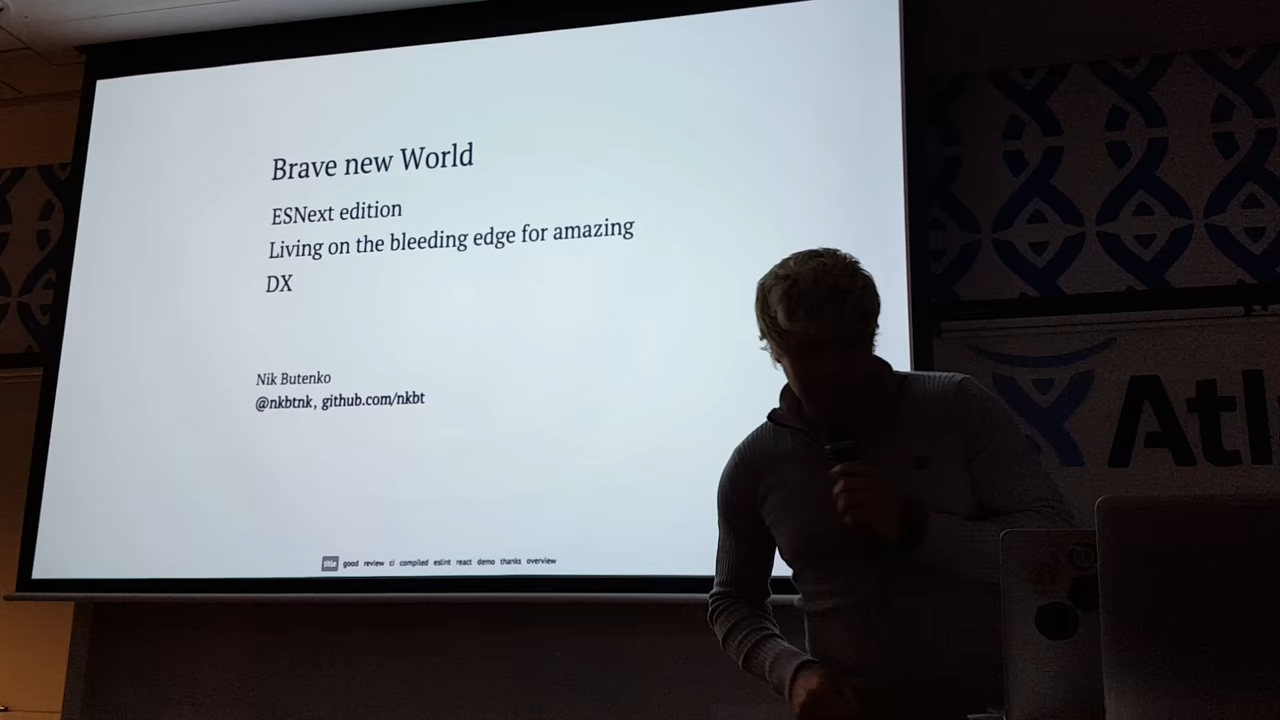 Brave new World
ESNext edition
Living on the bleeding edge for amazing
DX
Nik Butenko
@nkbtnk, github.com/nkbt
title good review ci compiled eslint react demo thanks overview
Atl